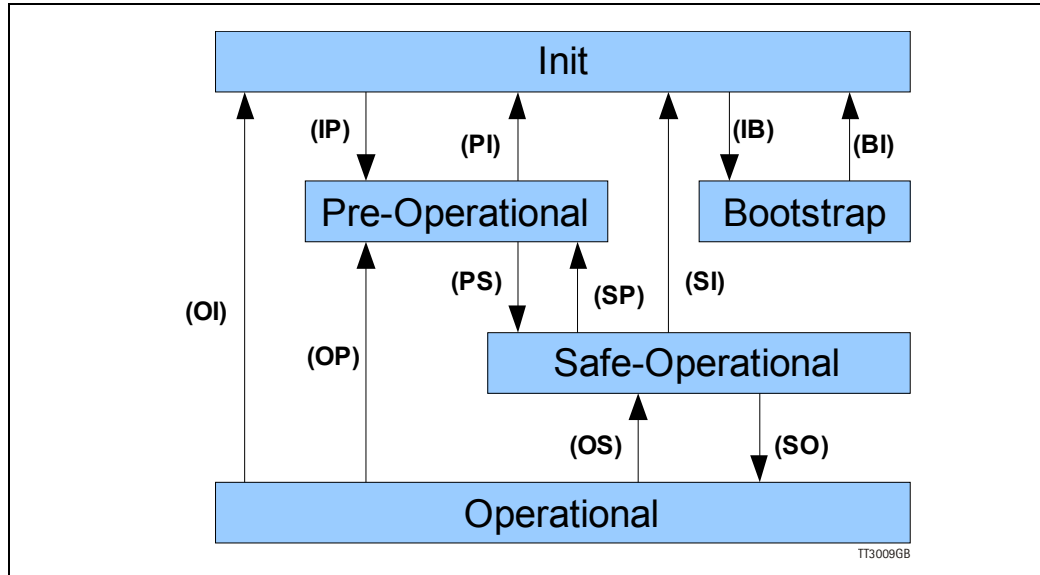 Init
(IP)
(PI)
(IB)
(BI)
Pre-Operational
Bootstrap
(OI)
(PS)
(SP)
(SI)
(OP)
Safe-Operational
(OS)
(SO)
Operational
TT3009GB